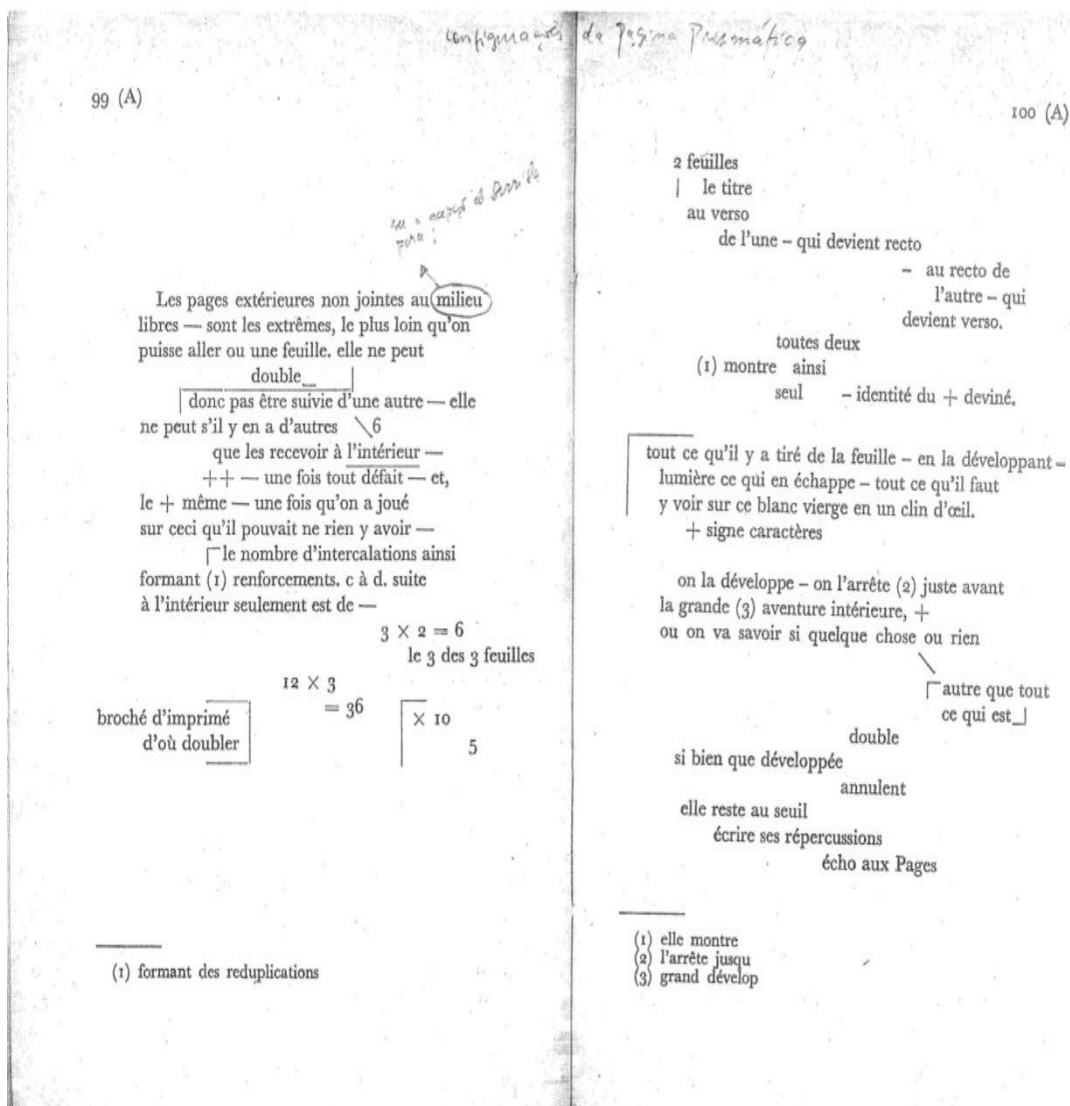 configurações da Página Prismática
99 (A)
Les pages extérieures non jointes au milieu
libres — sont les extrêmes, le plus loin qu'on
puisse aller ou une feuille. elle ne peut
double
donc pas être suivie d'une autre — elle
ne peut s'il y en a d'autres \6
que les recevoir à l'intérieur —
++ — une fois tout défait — et,
le + même — une fois qu'on a joué
sur ceci qu'il pouvait ne rien y avoir —
le nombre d'intercalations ainsi
formant (1) renforcements. c à d. suite
à l'intérieur seulement est de —
3 × 2 = 6
le 3 des 3 feuilles
12 × 3
= 36
broché d'imprimé
d'où doubler
× 10
5
(1) formant des reduplications
100 (A)
2 feuilles
| le titre
au verso
de l'une – qui devient recto
– au recto de
l'autre – qui
devient verso.
toutes deux
(1) montre ainsi
seul – identité du + deviné.
tout ce qu'il y a tiré de la feuille – en la développant –
lumière ce qui en échappe – tout ce qu'il faut
y voir sur ce blanc vierge en un clin d'œil.
+ signe caractères
on la développe – on l'arrête (2) juste avant
la grande (3) aventure intérieure, +
ou on va savoir si quelque chose ou rien
autre que tout
ce qui est
double
si bien que développée
annulent
elle reste au seuil
écrire ses répercussions
écho aux Pages
(1) elle montre
(2) l'arrête jusqu
(3) grand dévelop